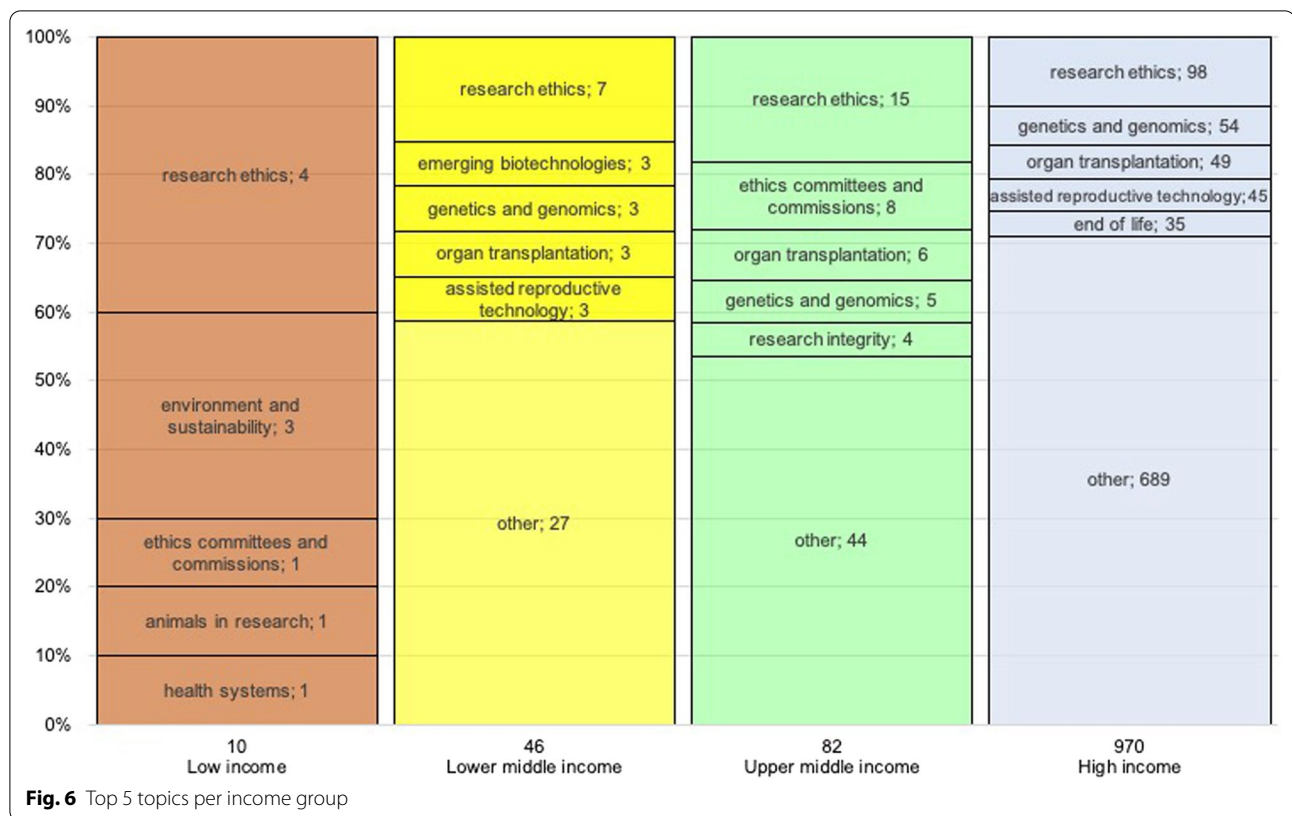 100%
90%
80%
70%
60%
50%
40%
30%
20%
10%
0%
research ethics; 4
environment and
sustainability; 3
ethics committees and
commissions; 1
animals in research; 1
health systems; 1
research ethics; 7
emerging biotechnologies; 3
genetics and genomics; 3
organ transplantation; 3
assisted reproductive
technology; 3
other; 27
research ethics; 15
ethics committees and
commissions; 8
organ transplantation; 6
genetics and genomics; 5
research integrity; 4
other; 44
research ethics; 98
genetics and genomics; 54
organ transplantation; 49
assisted reproductive technology; 45
end of life; 35
other; 689
10
Low income
46
Lower middle income
82
Upper middle income
970
High income
Fig. 6 Top 5 topics per income group